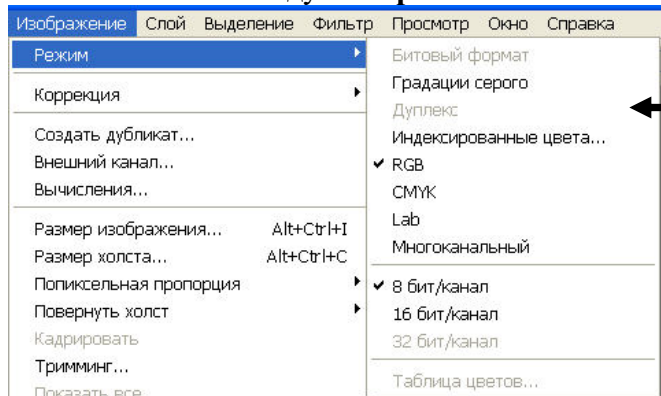 Изображение Слой Выделение Фильтр Просмотр Окно Справка
Режим
Коррекция
Создать дубликат...
Внешний канал...
Вычисления...
Размер изображения... Alt+Ctrl+I
Размер холста... Alt+Ctrl+C
Попиксельная пропорция
Повернуть холст
Кадрировать
Тримминг...
Показать все
Битовый формат
Градации серого
Дуплекс
Индексированные цвета...
RGB
CMYK
Lab
Многоканальный
8 бит/канал
16 бит/канал
32 бит/канал
Таблица цветов...